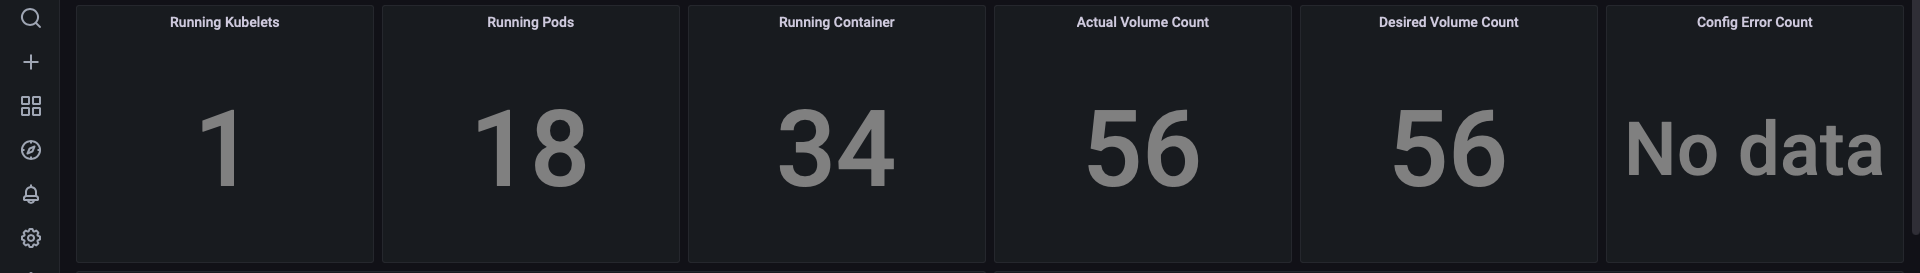 Running Kubelets
1
Running Pods
18
Running Container
34
Actual Volume Count
56
Desired Volume Count
56
Config Error Count
No data